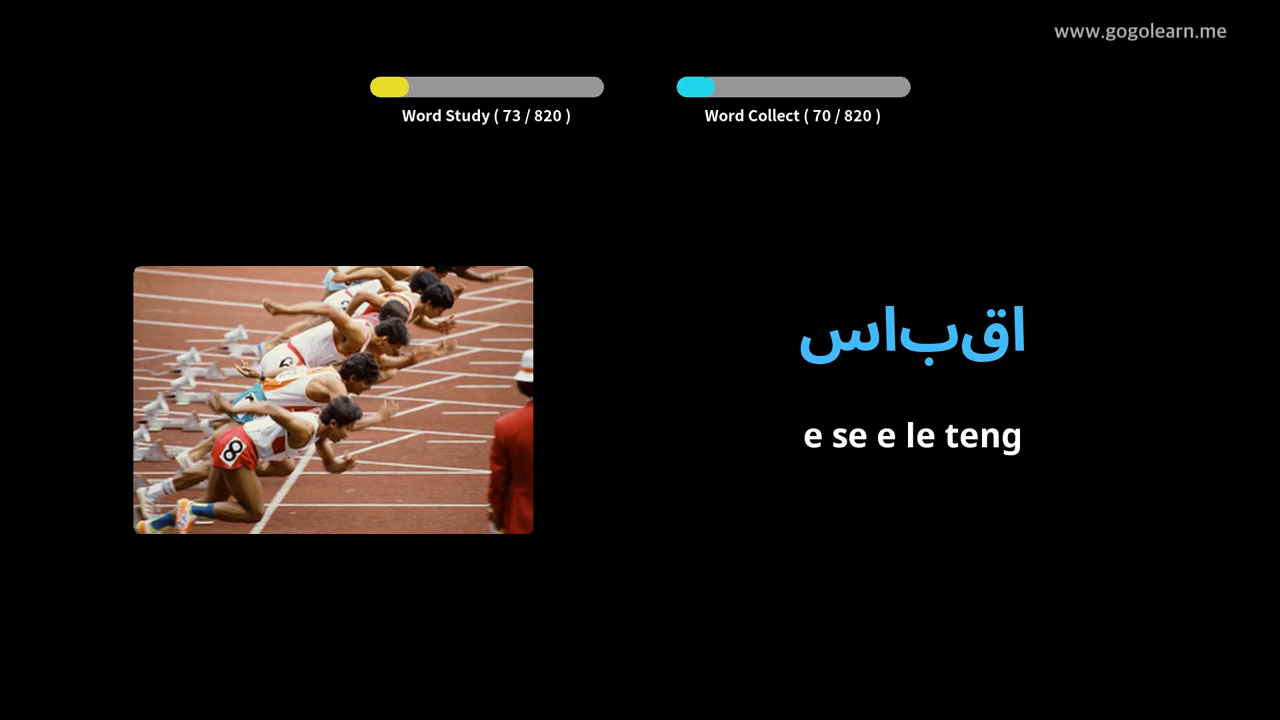 www.gogolearn.me
Word Study ( 73 / 820 )
Word Collect ( 70 / 820 )
اقباس
e se e le teng